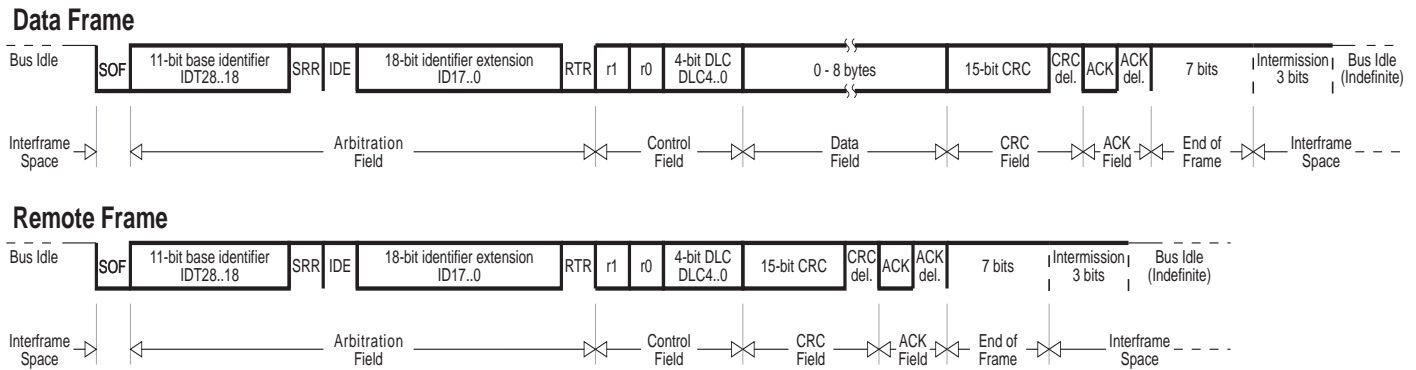 Data Frame
Bus Idle
SOF
11-bit base identifier
IDT28..18
SRR
IDE
18-bit identifier extension
ID17..0
RTR
r1
r0
4-bit DLC
DLC4..0
0 - 8 bytes
15-bit CRC
CRC
del.
ACK
ACK
del.
7 bits
Intermission
3 bits
Bus Idle
(Indefinite)
Interframe
Space
Arbitration
Field
Control
Field
Data
Field
CRC
Field
ACK
Field
End of
Frame
Interframe
Space
Remote Frame
Bus Idle
SOF
11-bit base identifier
IDT28..18
SRR
IDE
18-bit identifier extension
ID17..0
RTR
r1
r0
4-bit DLC
DLC4..0
15-bit CRC
CRC
del.
ACK
ACK
del.
7 bits
Intermission
3 bits
Bus Idle
(Indefinite)
Interframe
Space
Arbitration
Field
Control
Field
CRC
Field
ACK
Field
End of
Frame
Interframe
Space